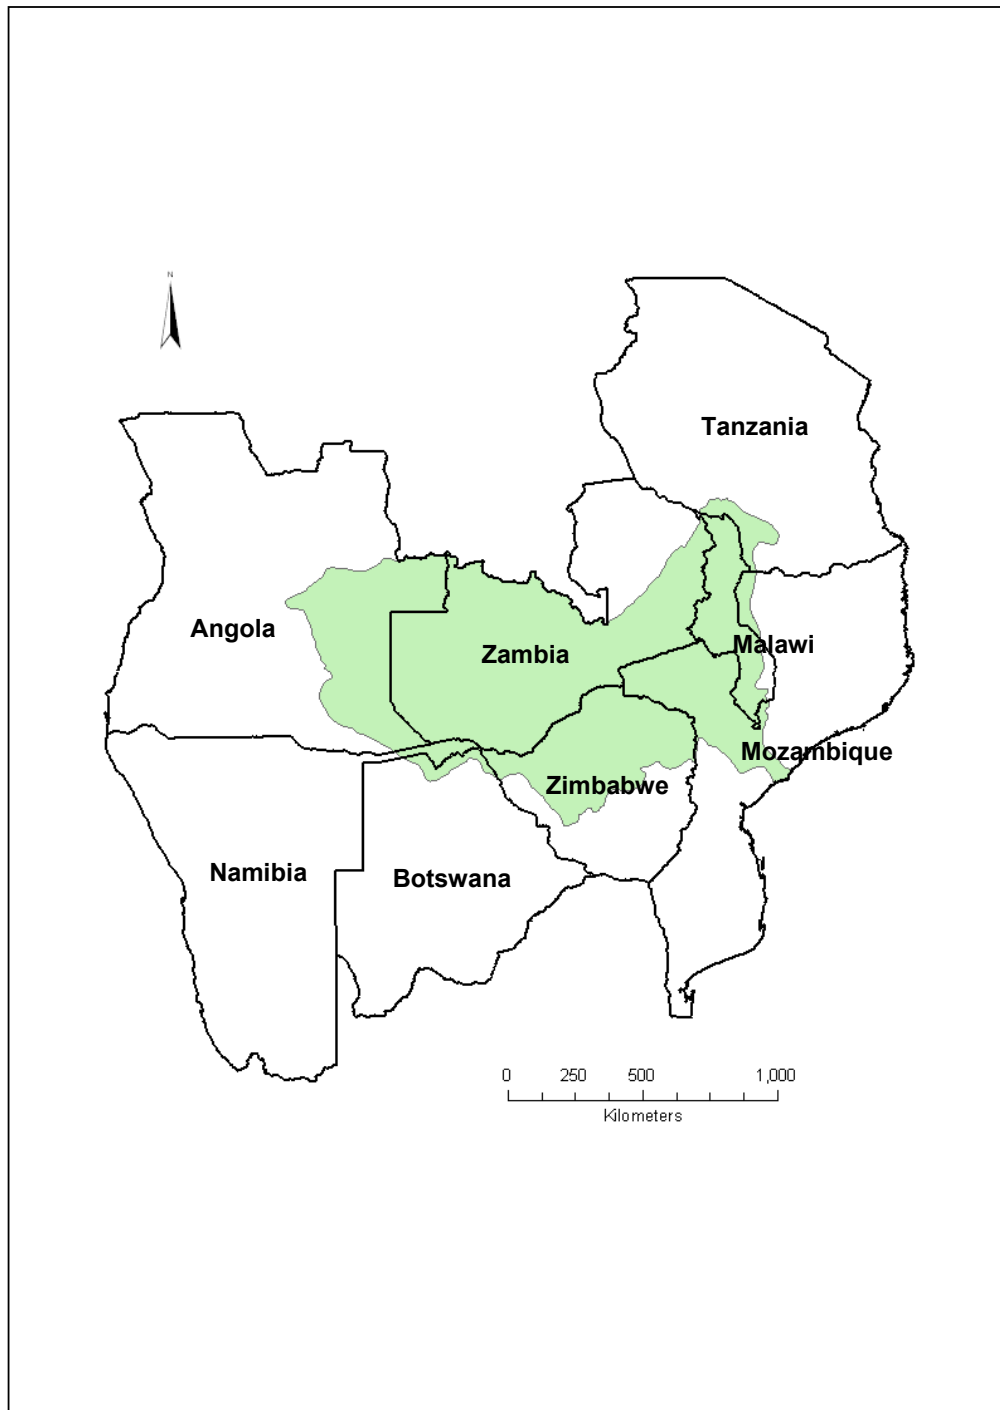 N
Tanzania
Angola
Zambia
Malawi
Mozambique
Zimbabwe
Namibia
Botswana
0 250 500 1,000
Kilometers